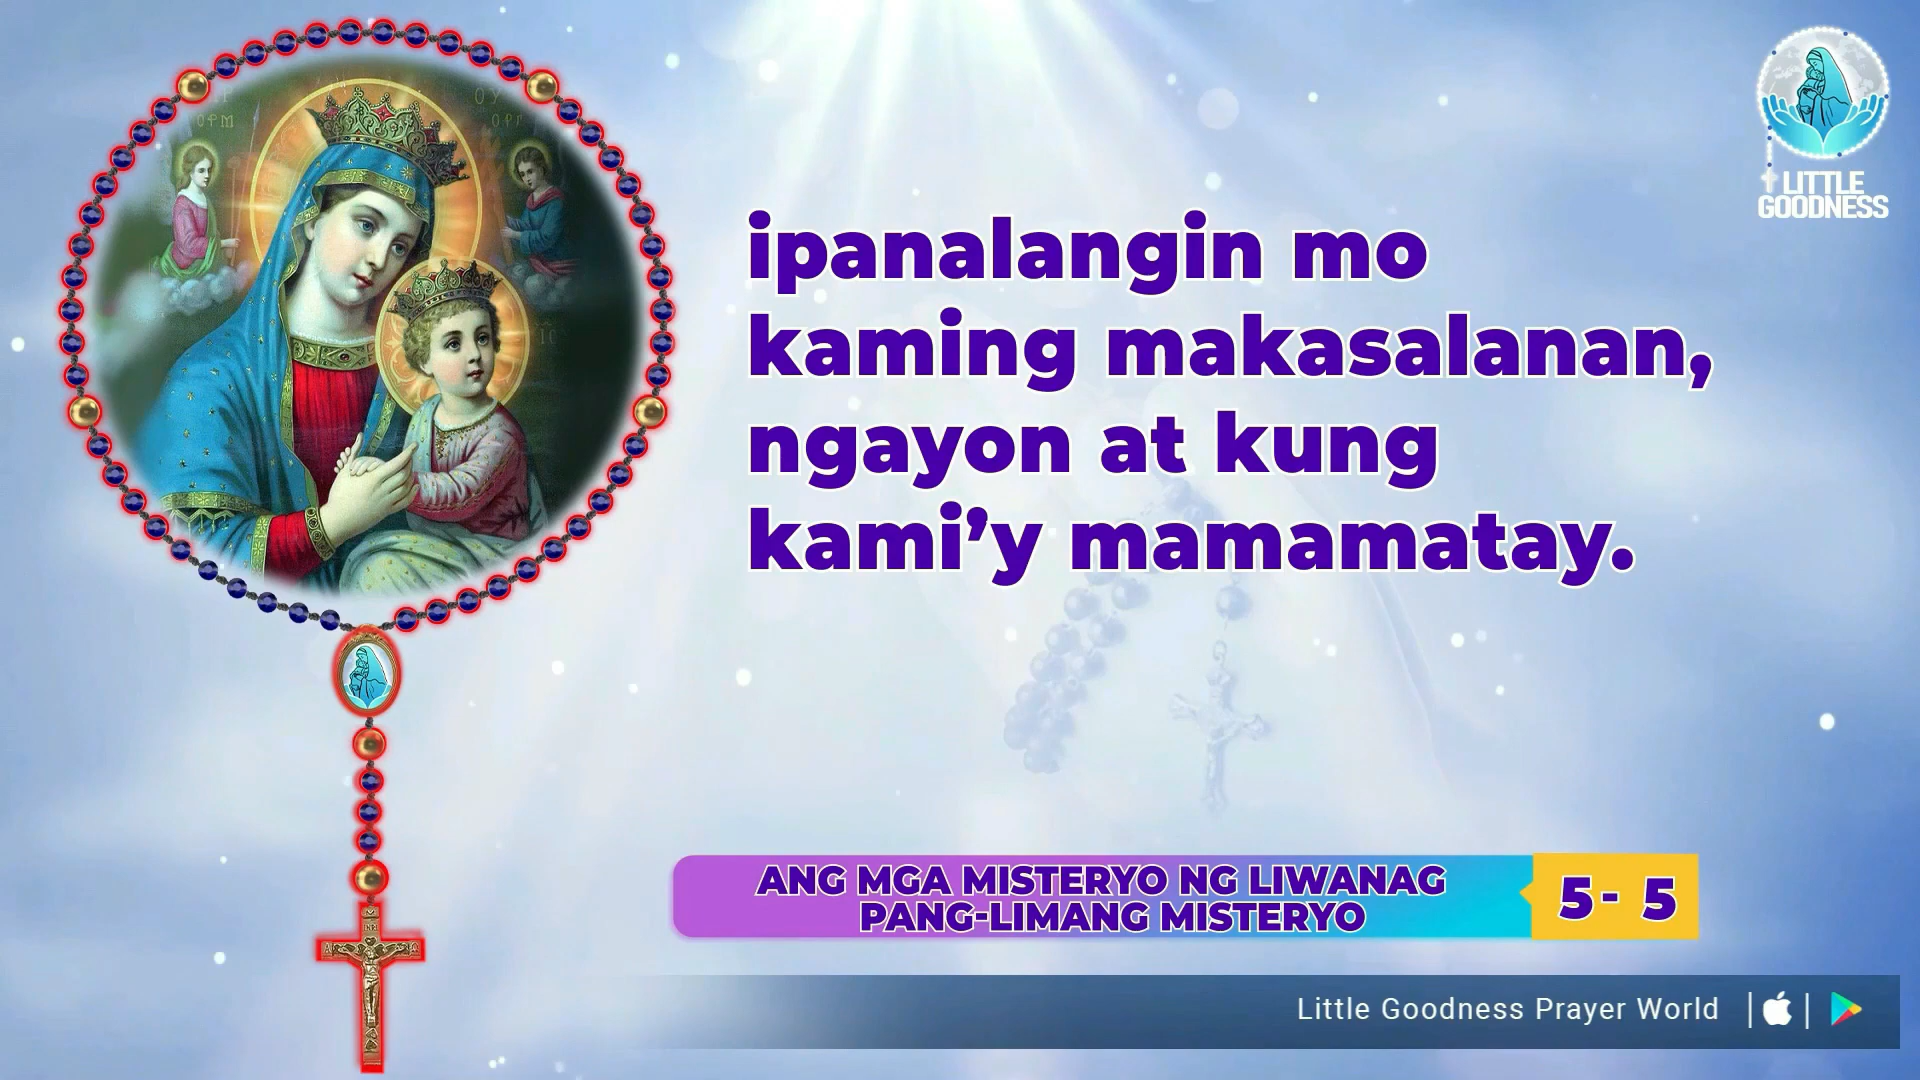 LITTLE
GOODNESS
ipanalangin mo
kaming makasalanan,
ngayon at kung
kami’y mamamatay.
ANG MGA MISTERYO NG LIWANAG
PANG-LIMANG MISTERYO
5- 5
Little Goodness Prayer World